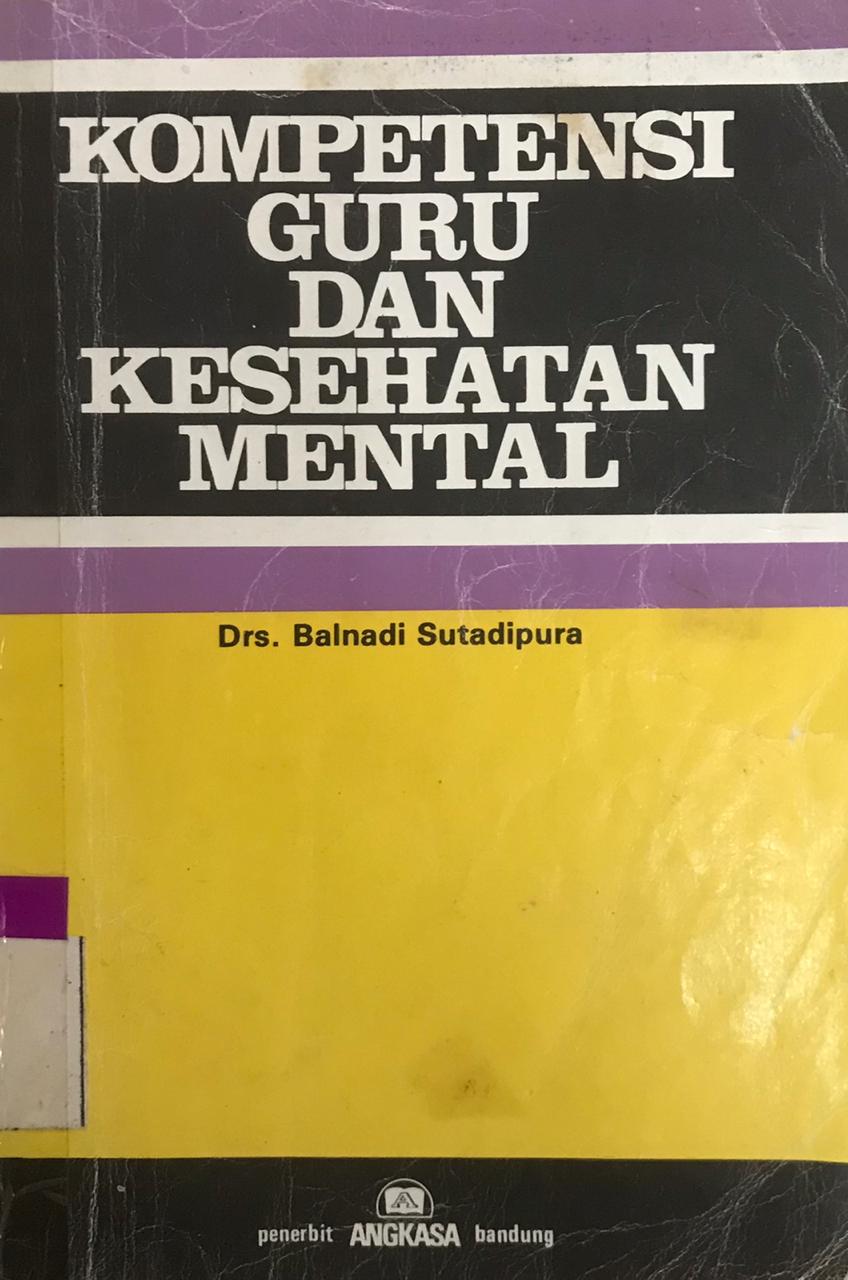 KOMPETENSI
GURU
DAN
KESEHATAN
MENTAL
Drs. Balnadi Sutadipura
A
penerbit ANGKASA bandung